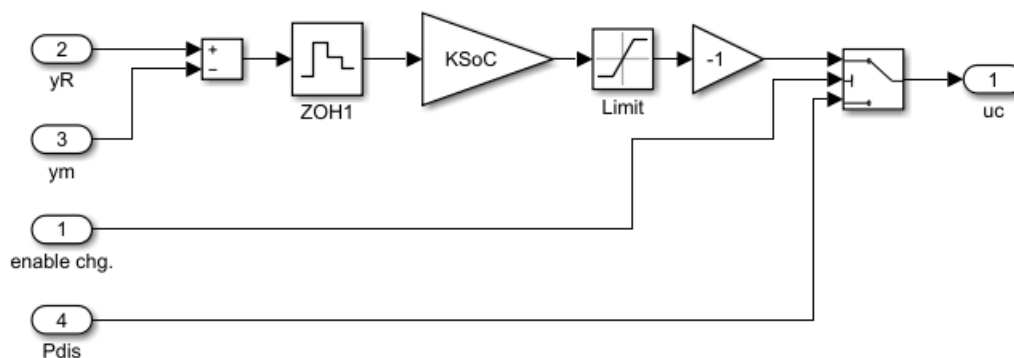 2
yR
+
−
ZOH1
KSoC
Limit
-1
1
uc
3
ym
1
enable chg.
4
Pdis